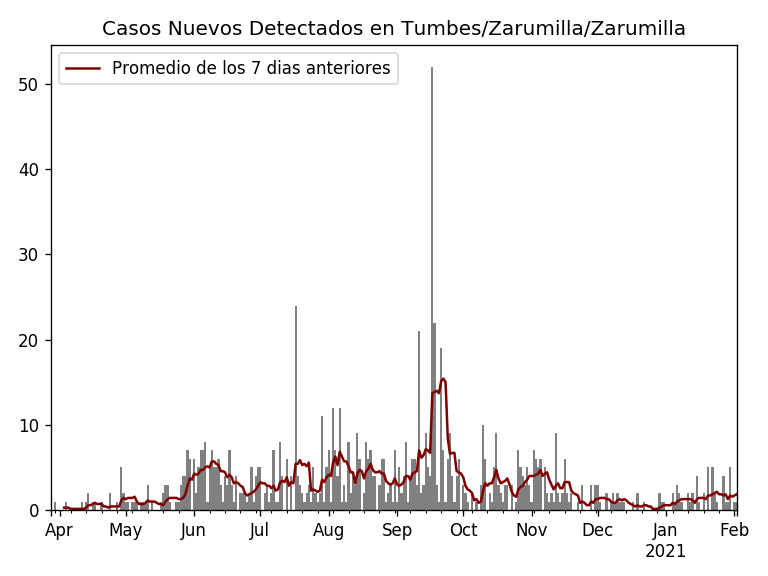 Casos Nuevos Detectados en Tumbes/Zarumilla/Zarumilla
Promedio de los 7 dias anteriores
50
40
30
20
10
0
Apr May Jun Jul Aug Sep Oct Nov Dec Jan Feb
2021